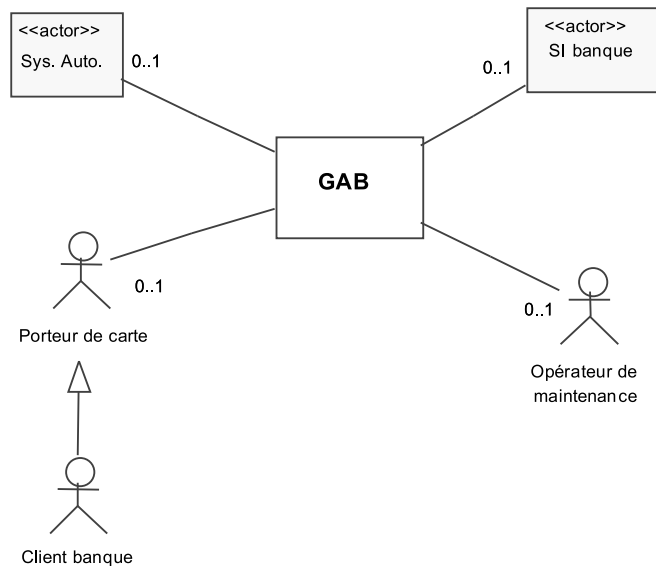 <<actor>>
Sys. Auto.
0..1
<<actor>>
SI banque
0..1
GAB
0..1
Porteur de carte
0..1
Opérateur de
maintenance
Client banque